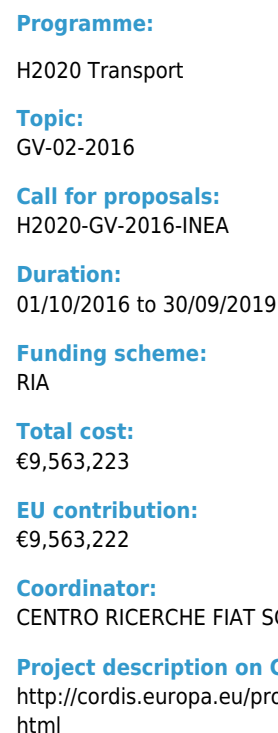 Programme:
H2020 Transport
Topic:
GV-02-2016
Call for proposals:
H2020-GV-2016-INEA
Duration:
01/10/2016 to 30/09/2019
Funding scheme:
RIA
Total cost:
€9,563,223
EU contribution:
€9,563,222
Coordinator:
CENTRO RICERCHE FIAT
Project description on
http://cordis.europa.eu/pro
html